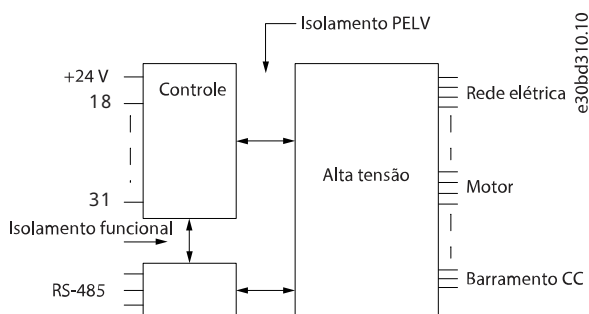 Isolamento PELV
+24 V
18
31
Controle
Alta tensão
Rede elétrica
Motor
Barramento CC
Isolamento funcional
RS-485
e30bd310.10